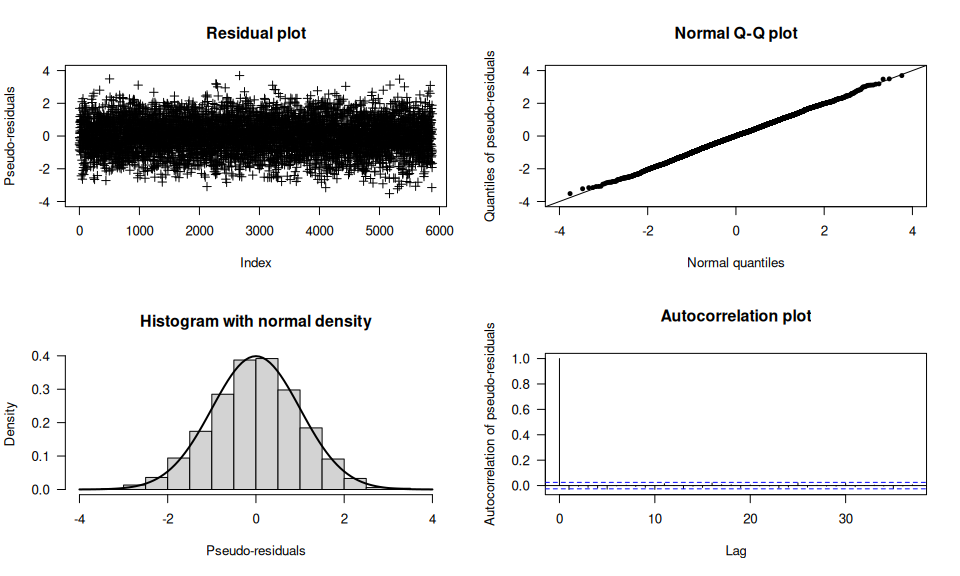 Residual plot
Pseudo-residuals
4
2
0
-2
-4
0 1000 2000 3000 4000 5000 6000
Index
Normal Q-Q plot
Quantiles of pseudo-residuals
4
2
0
-2
-4
-4 -2 0 2 4
Normal quantiles
Histogram with normal density
Density
0.4
0.3
0.2
0.1
0.0
-4 -2 0 2 4
Pseudo-residuals
Autocorrelation plot
Autocorrelation of pseudo-residuals
1.0
0.8
0.6
0.4
0.2
0.0
0 10 20 30
Lag